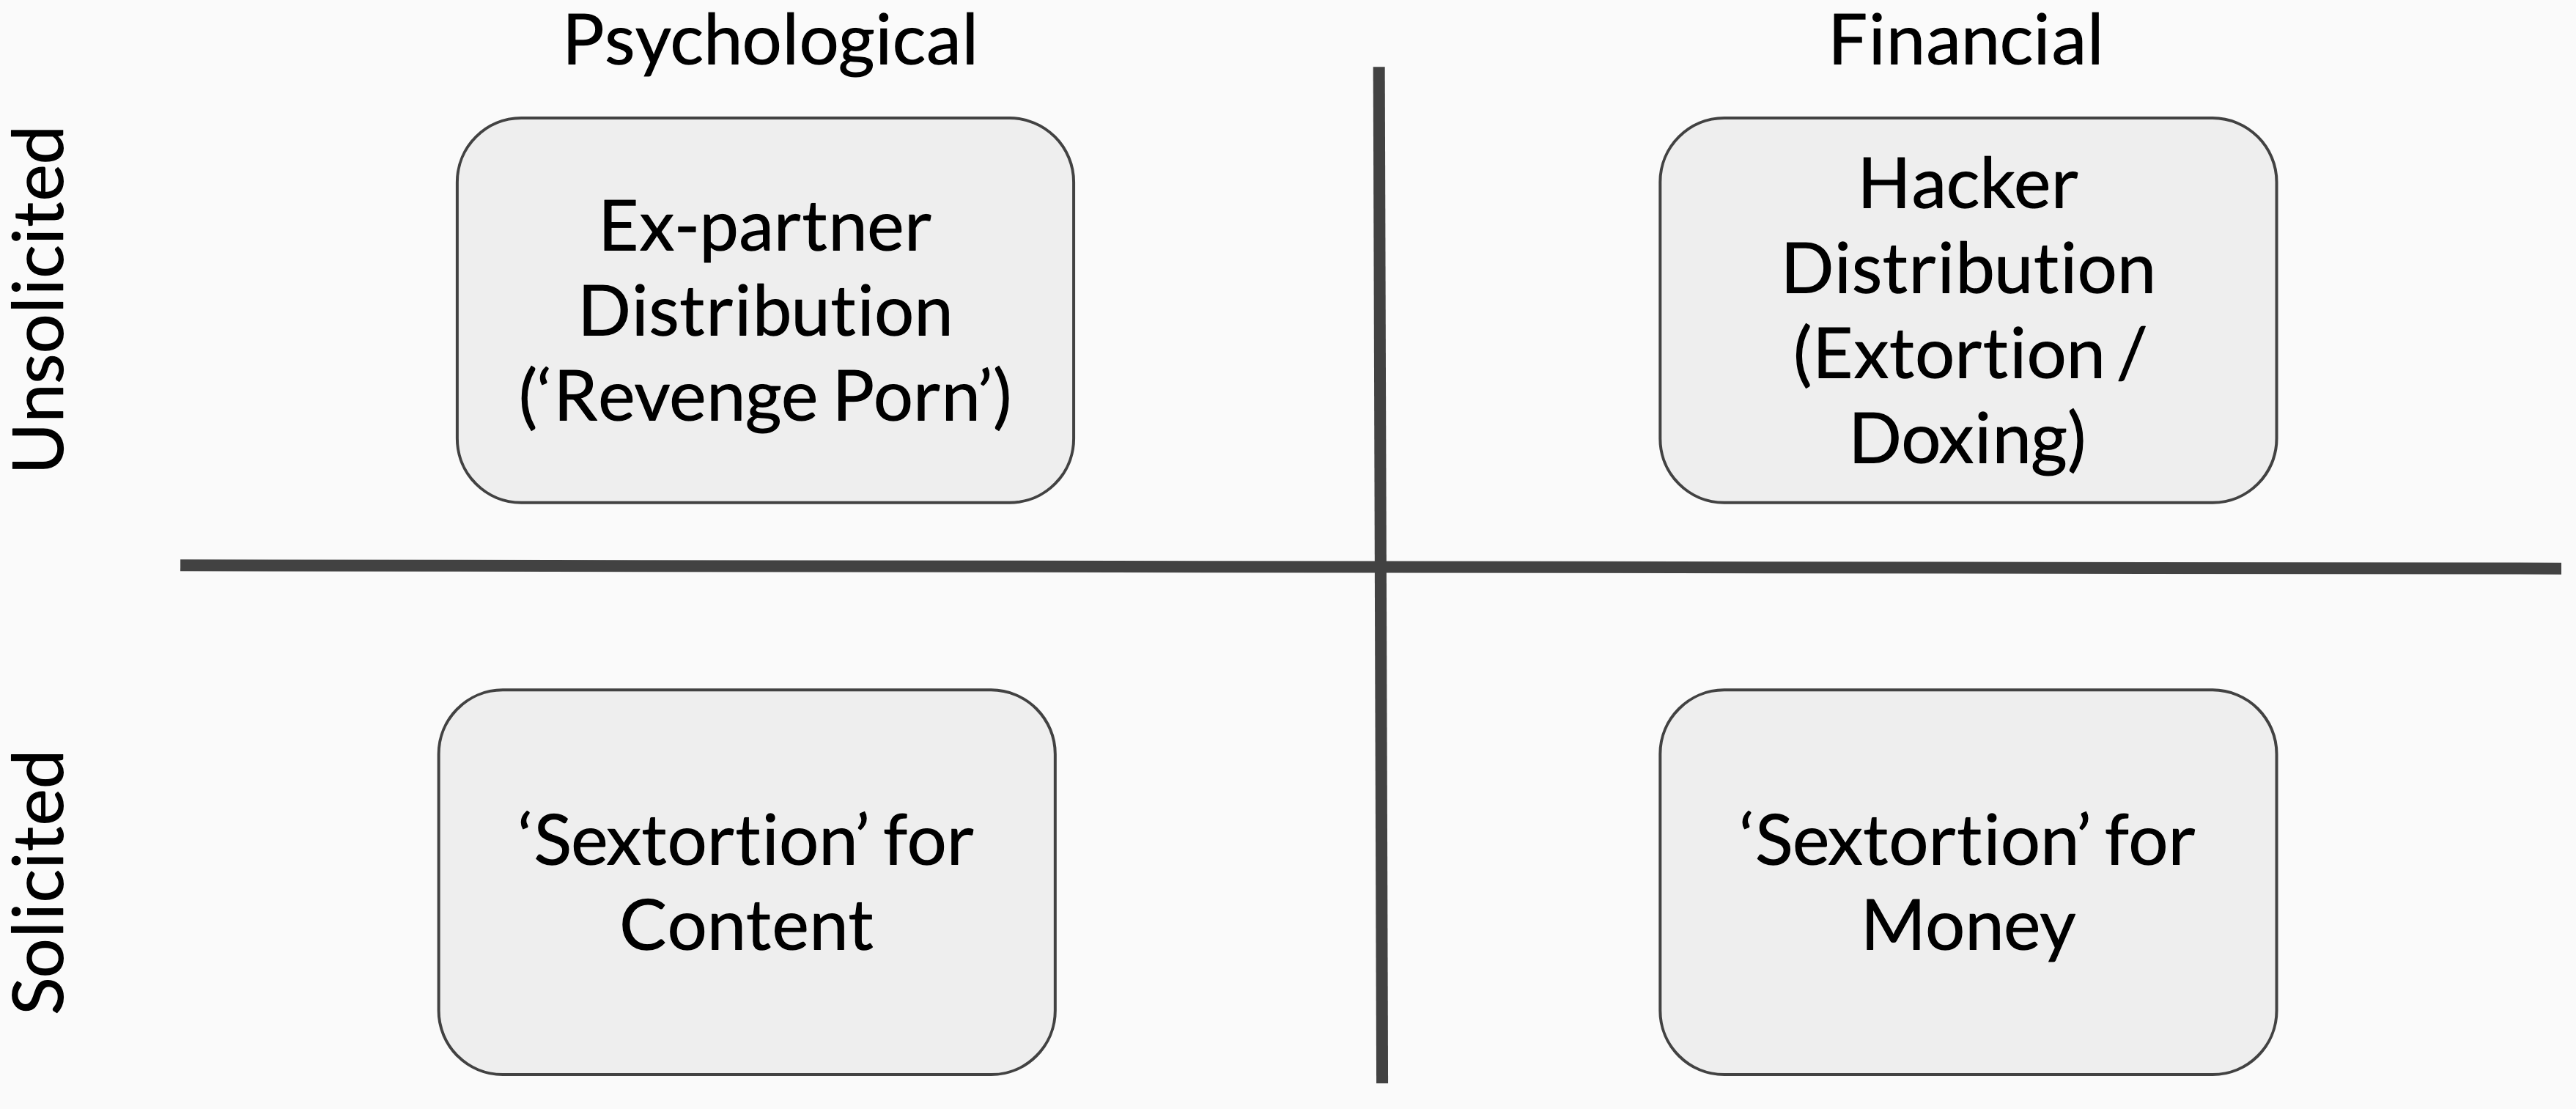 Psychological
Financial
Unsolicited
Ex-partner
Distribution
(‘Revenge Porn’)
Hacker
Distribution
(Extortion /
Doxing)
Solicited
‘Sextortion’ for
Content
‘Sextortion’ for
Money